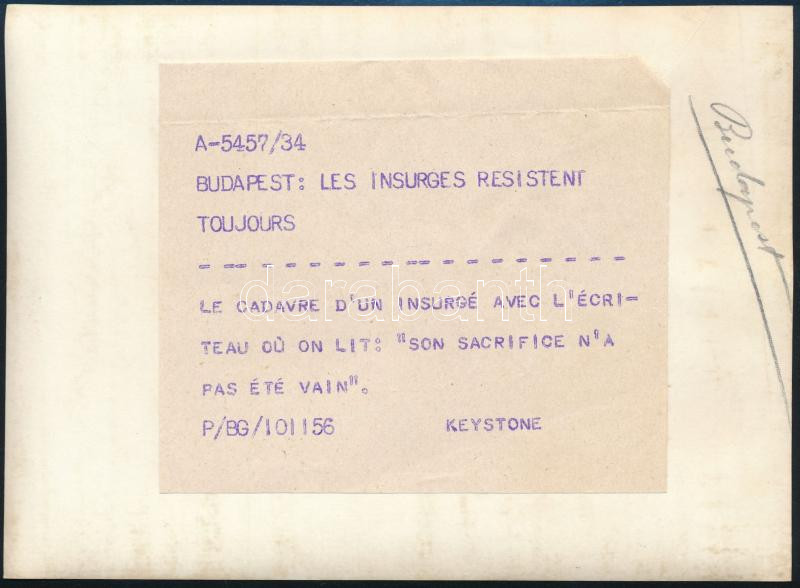 A-5457/34
BUDAPEST: LES INSURGES RESISTENT
TOUJOURS
- - - - - - - - - - - - - - - - - - - -
LE CADAVRE D'UN INSURGÉ AVEC L'ÉCRI-
TEAU OÙ ON LIT: "SON SACRIFICE N'A
PAS ÉTÉ VAIN".
P/BG/101156 KEYSTONE
Budapest
darabanth